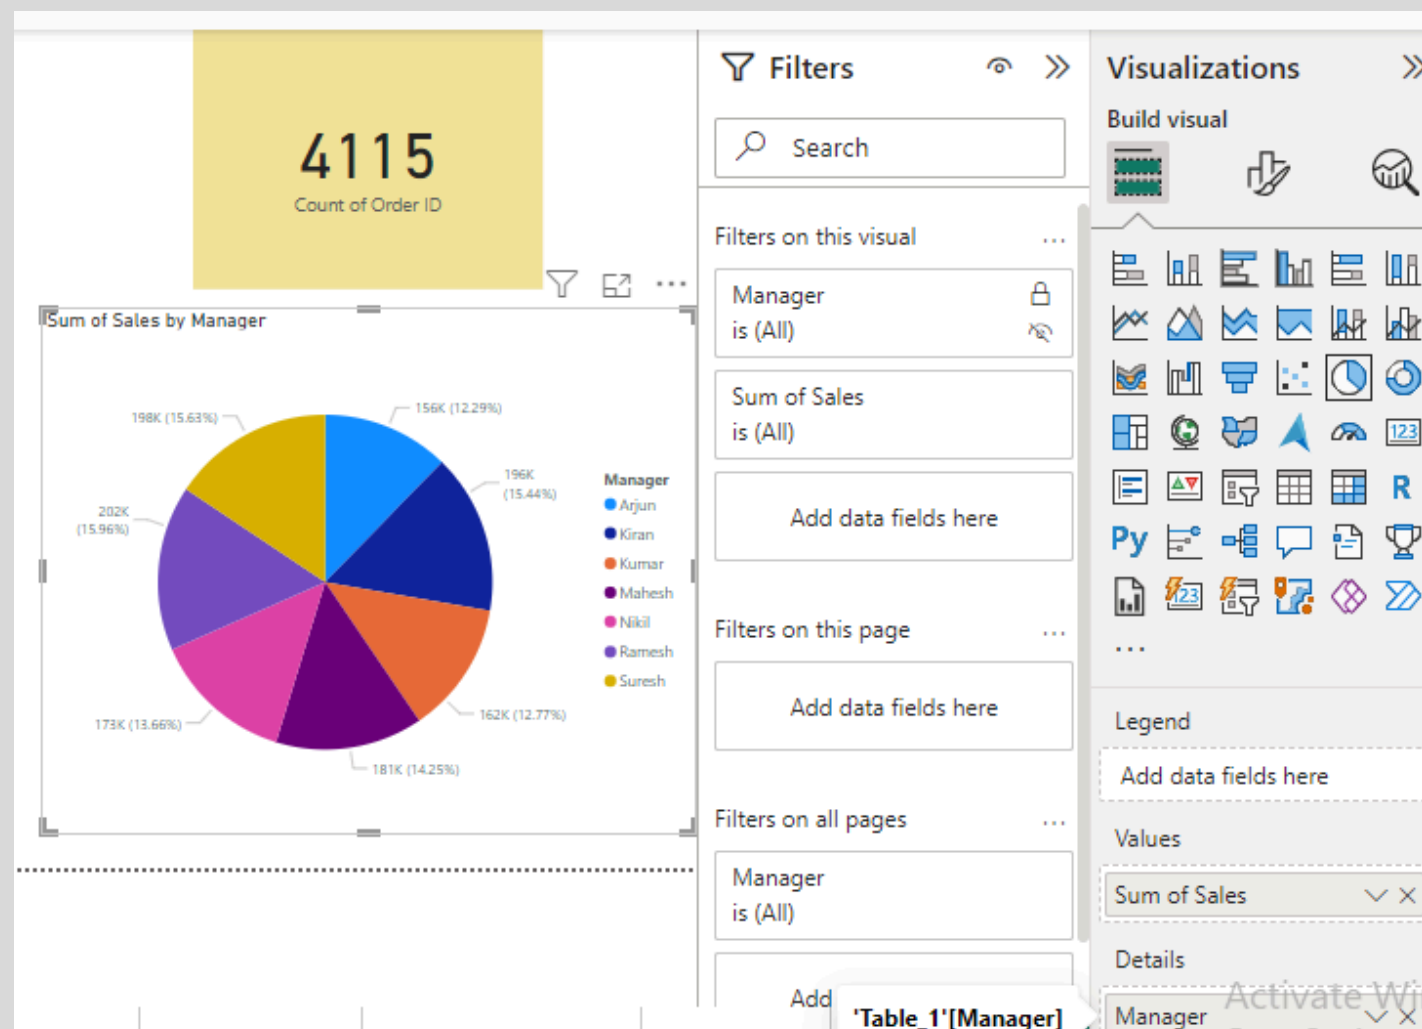 4115
Count of Order ID
Sum of Sales by Manager
198K (15.63%)
156K (12.29%)
196K
(15.44%)
202K
(15.96%)
173K (13.66%)
162K (12.77%)
181K (14.25%)
Manager
Arjun
Kiran
Kumar
Mahesh
Nikil
Ramesh
Suresh
Filters
Search
Filters on this visual
...
Manager
is (All)
Sum of Sales
is (All)
Add data fields here
Filters on this page
...
Add data fields here
Filters on all pages
...
Manager
is (All)
Add
'Table_1'[Manager]
Visualizations
Build visual
123
R
Py
123
...
Legend
Add data fields here
Values
Sum of Sales
Details
Manager
Activate Wi